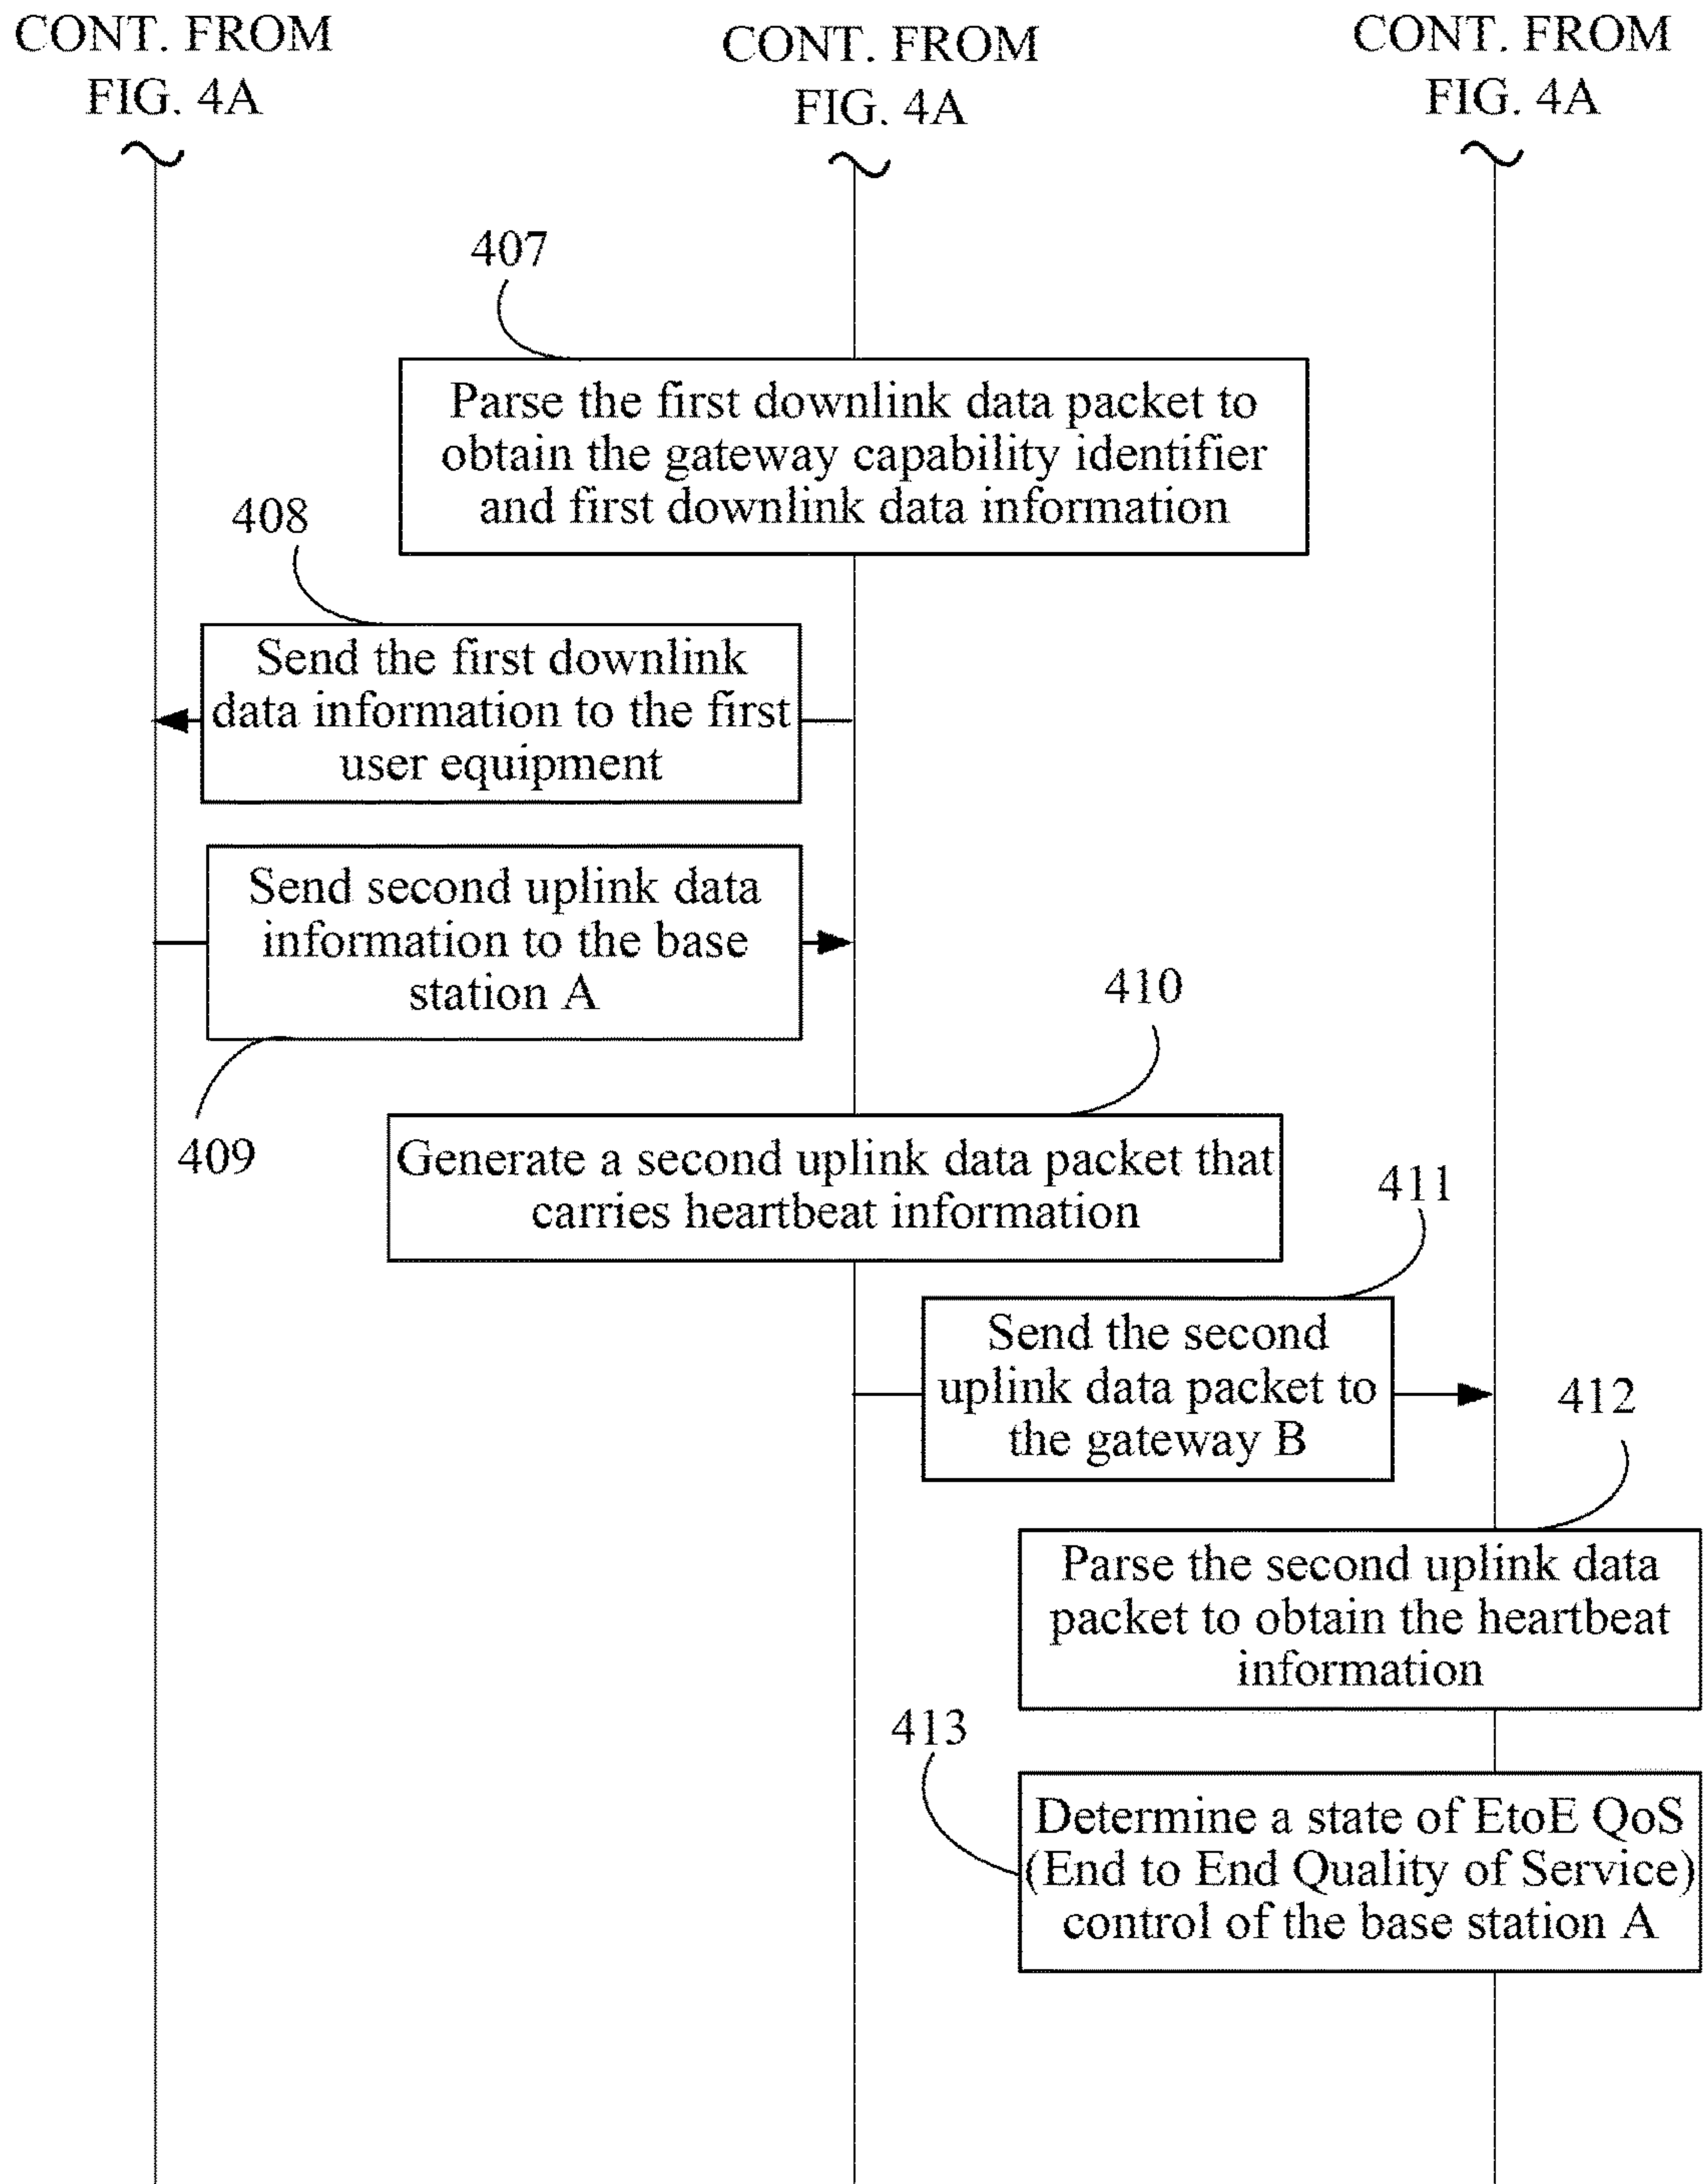 CONT. FROM
FIG. 4A
CONT. FROM
FIG. 4A
CONT. FROM
FIG. 4A
407
Parse the first downlink data packet to
obtain the gateway capability identifier
and first downlink data information
408
Send the first downlink
data information to the first
user equipment
Send second uplink data
information to the base
station A
409
410
Generate a second uplink data packet that
carries heartbeat information
411
Send the second
uplink data packet to
the gateway B
412
Parse the second uplink data
packet to obtain the heartbeat
information
413
Determine a state of EtoE QoS
(End to End Quality of Service)
control of the base station A